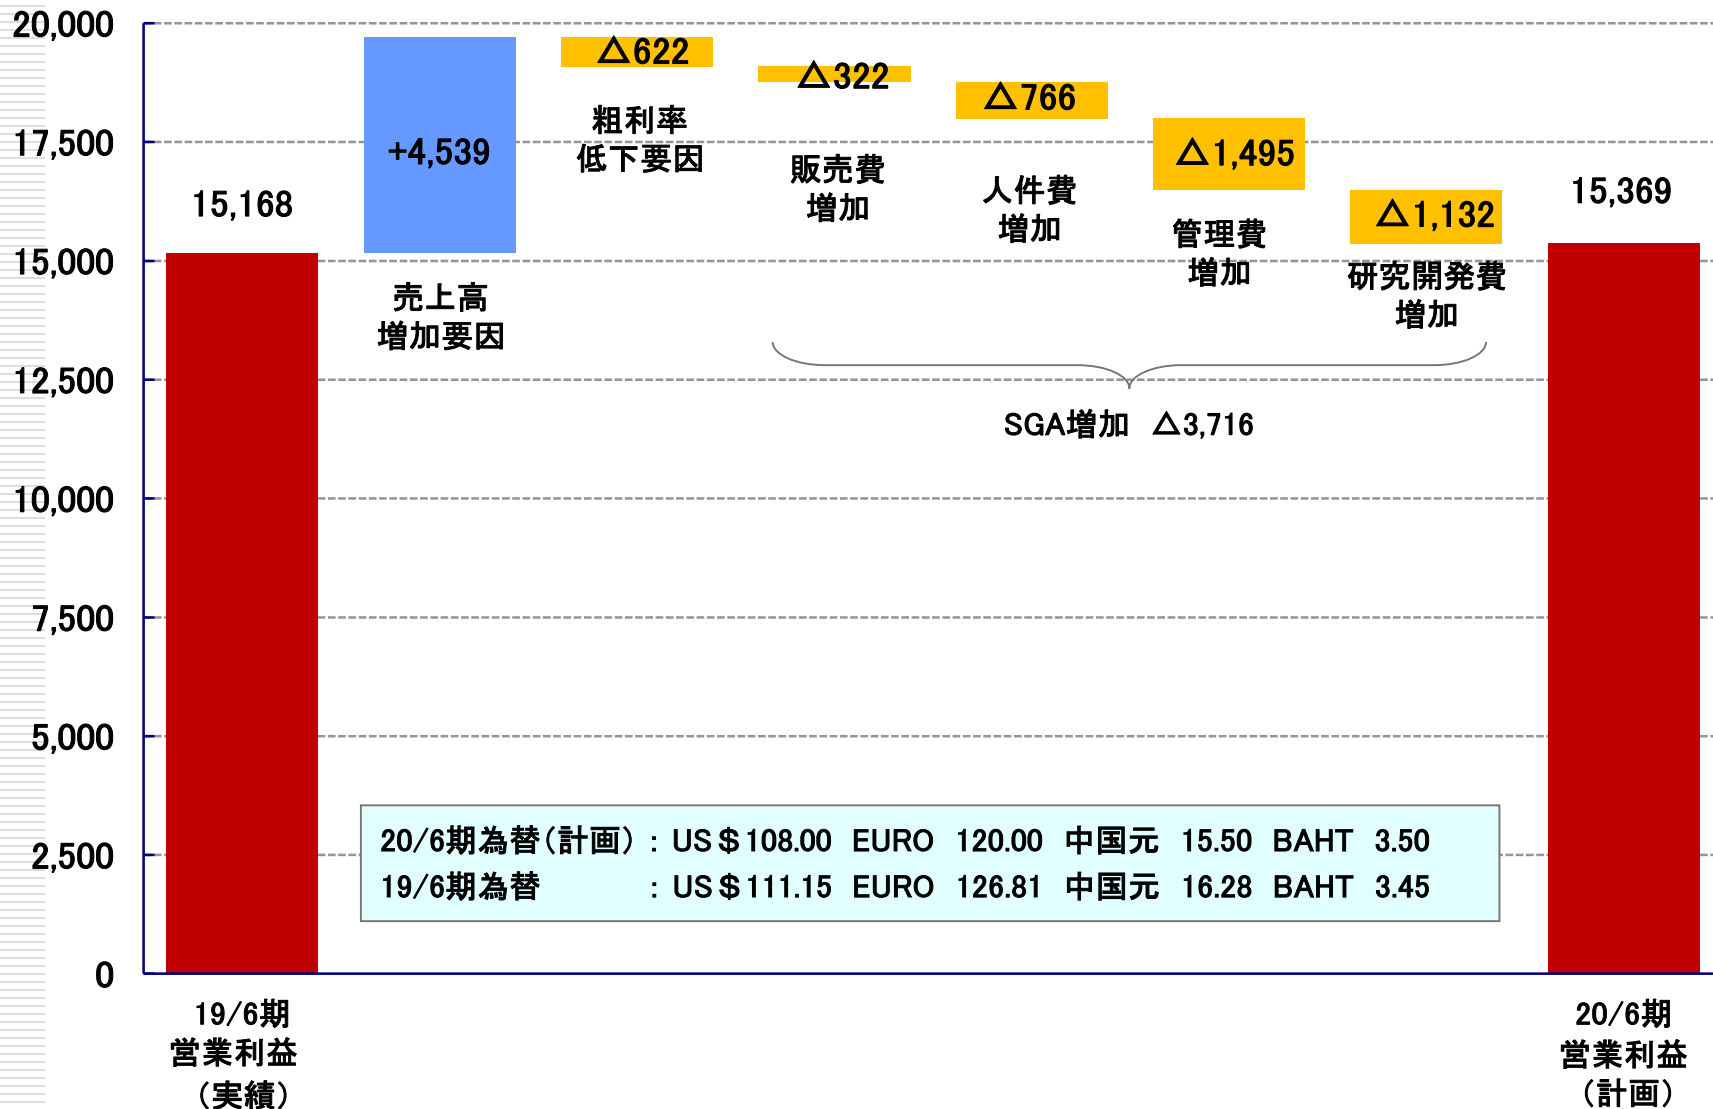 20,000
17,500
15,000
12,500
10,000
7,500
5,000
2,500
0
15,168
+4,539
売上高
増加要因
△622
粗利率
低下要因
△322
販売費
増加
△766
人件費
増加
△1,495
管理費
増加
△1,132
研究開発費
増加
15,369
SGA増加 △3,716
20/6期為替(計画) : US$108.00 EURO 120.00 中国元 15.50 BAHT 3.50
19/6期為替 : US$111.15 EURO 126.81 中国元 16.28 BAHT 3.45
19/6期
営業利益
(実績)
20/6期
営業利益
(計画)